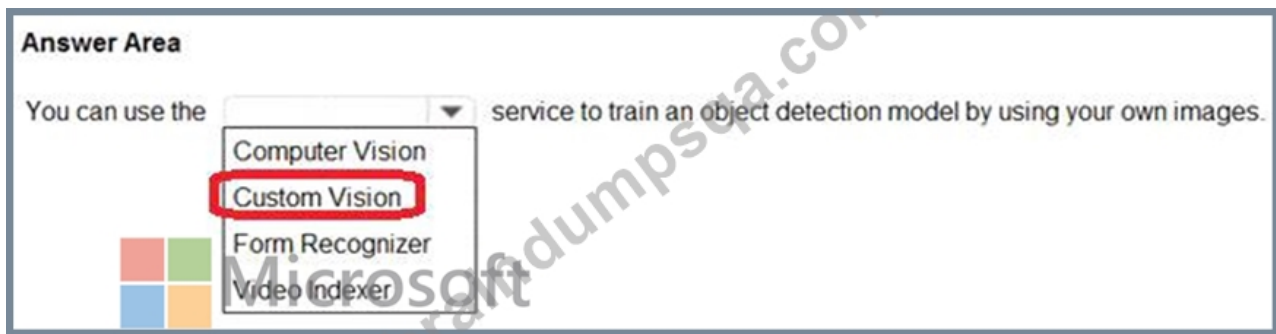 Answer Area
You can use the service to train an object detection model by using your own images.
Computer Vision
Custom Vision
Form Recognizer
Video Indexer
Microsoft